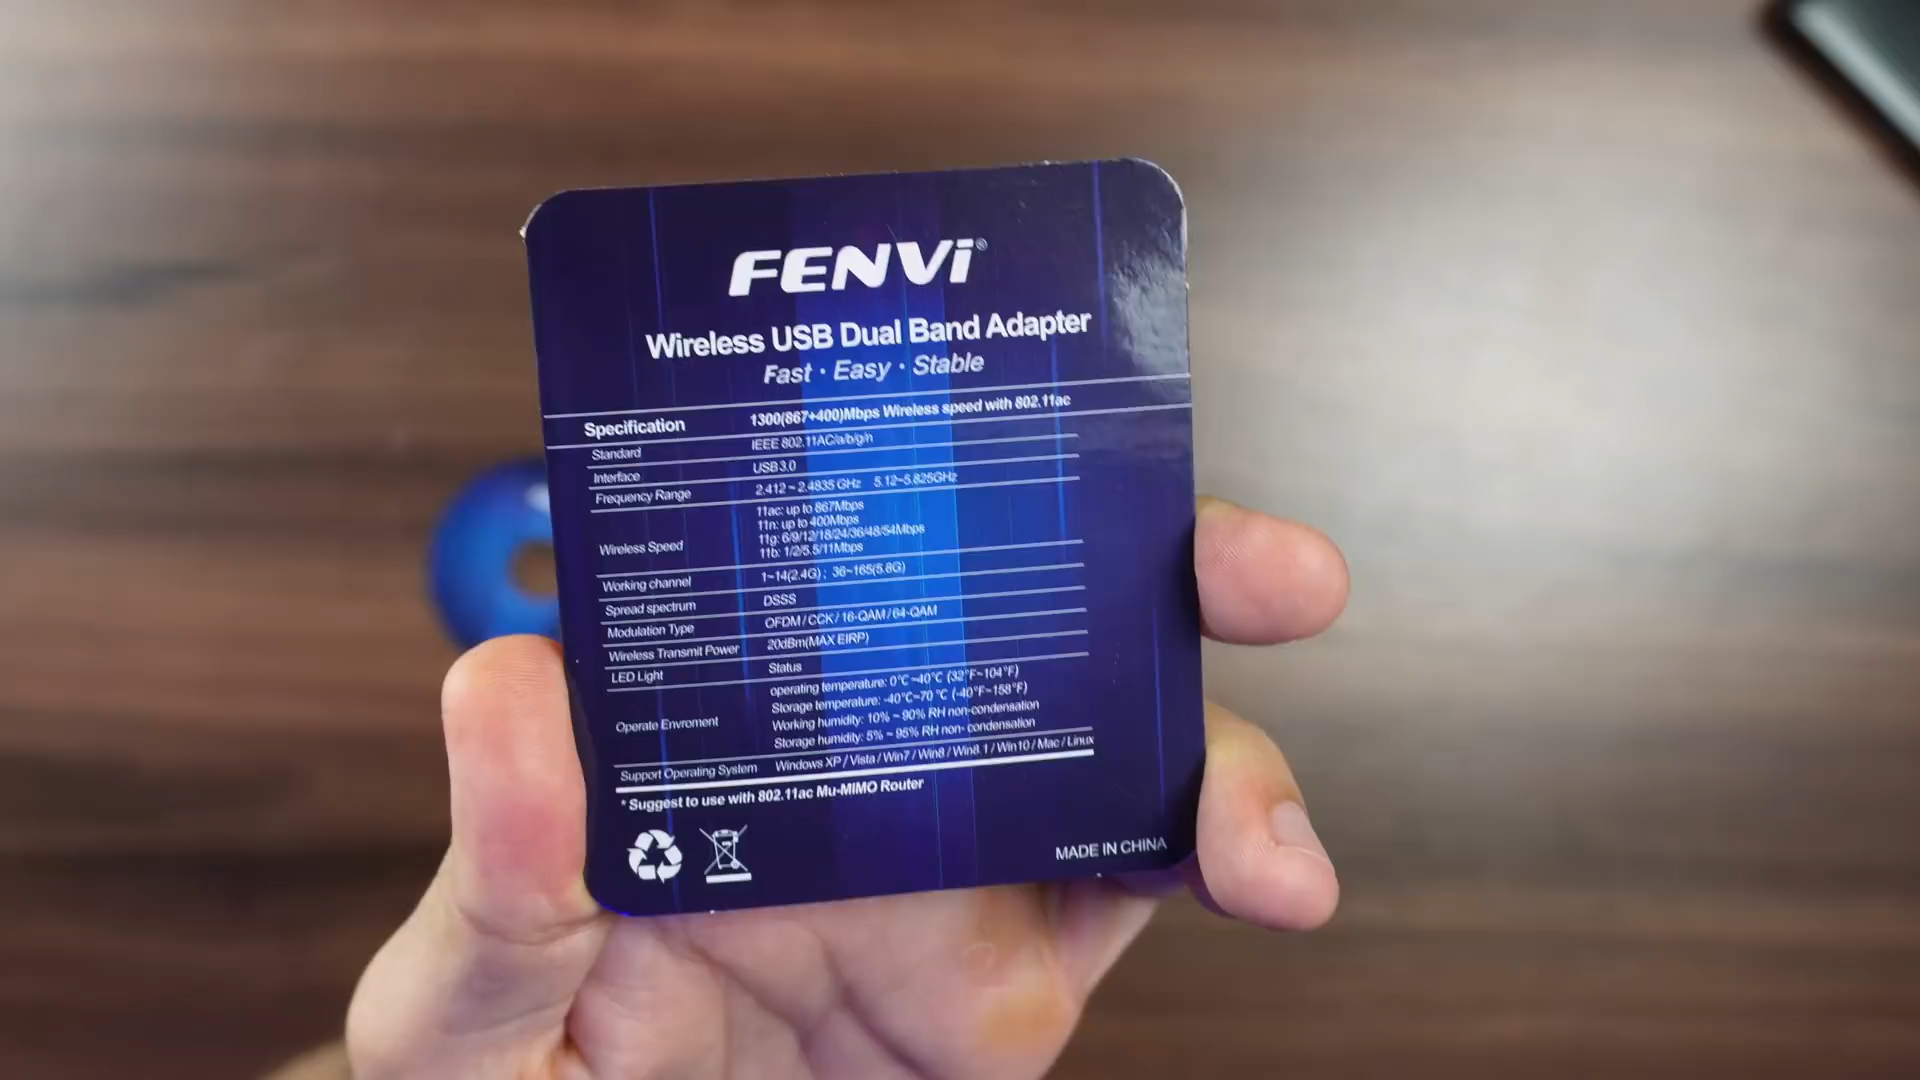 FENVi®
Wireless USB Dual Band Adapter
Fast · Easy · Stable
Specification 1300(867+400)Mbps Wireless speed with 802.11ac
Standard IEEE 802.11AC/a/b/g/n
Interface USB3.0
Frequency Range 2.412 ~ 2.4835 GHz 5.12~5.825GHz
Wireless Speed
11ac: up to 867Mbps
11n: up to 400Mbps
11g: 6/9/12/18/24/36/48/54Mbps
11b: 1/2/5.5/11Mbps
Working channel 1~14(2.4G) ; 36~165(5.8G)
Spread spectrum DSSS
Modulation Type OFDM / CCK / 16-QAM / 64-QAM
Wireless Transmit Power 20dBm(MAX EIRP)
LED Light Status
Operate Enviroment
operating temperature: 0°C ~40°C (32°F~104°F)
Storage temperature: -40°C~70 °C (-40°F~158°F)
Working humidity: 10% ~ 90% RH non-condensation
Storage humidity: 5% ~ 95% RH non- condensation
Support Operating System Windows XP / Vista / Win7 / Win8 / Win8.1 / Win10 / Mac / Linux
* Suggest to use with 802.11ac Mu-MIMO Router
MADE IN CHINA